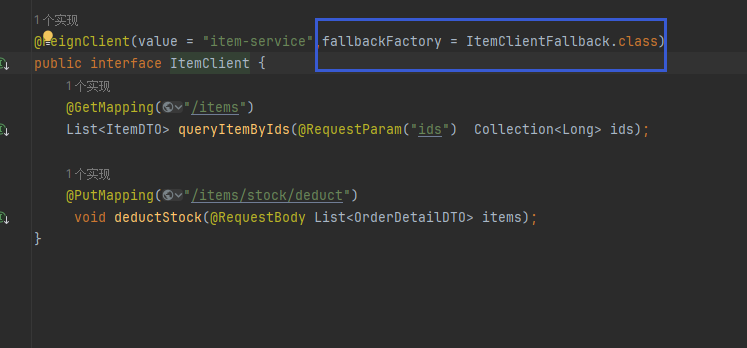 1个实现
@FeignClient(value = "item-service",fallbackFactory = ItemClientFallback.class)
public interface ItemClient {
1个实现
@GetMapping("/items")
List<ItemDTO> queryItemByIds(@RequestParam("ids") Collection<Long> ids);
1个实现
@PutMapping("/items/stock/deduct")
void deductStock(@RequestBody List<OrderDetailDTO> items);
}